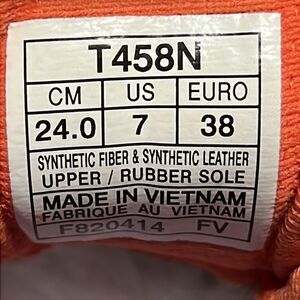 T458N
CM US EURO
24.0 7 38
SYNTHETIC FIBER & SYNTHETIC LEATHER
UPPER / RUBBER SOLE
MADE IN VIETNAM
FABRIQUE AU VIETNAM
F820414 FV